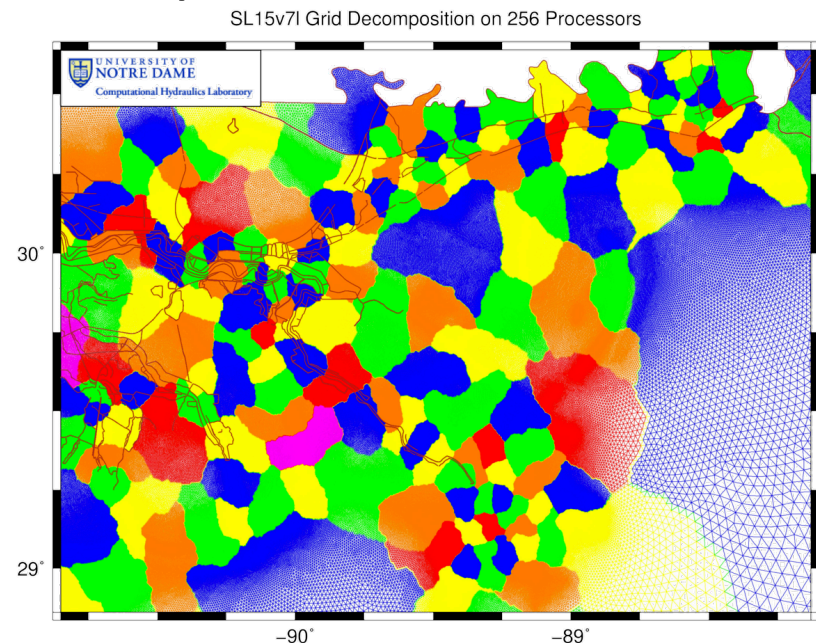 SL15v7l Grid Decomposition on 256 Processors
UNIVERSITY OF
NOTRE DAME
Computational Hydraulics Laboratory
30°
29°
−90°
−89°